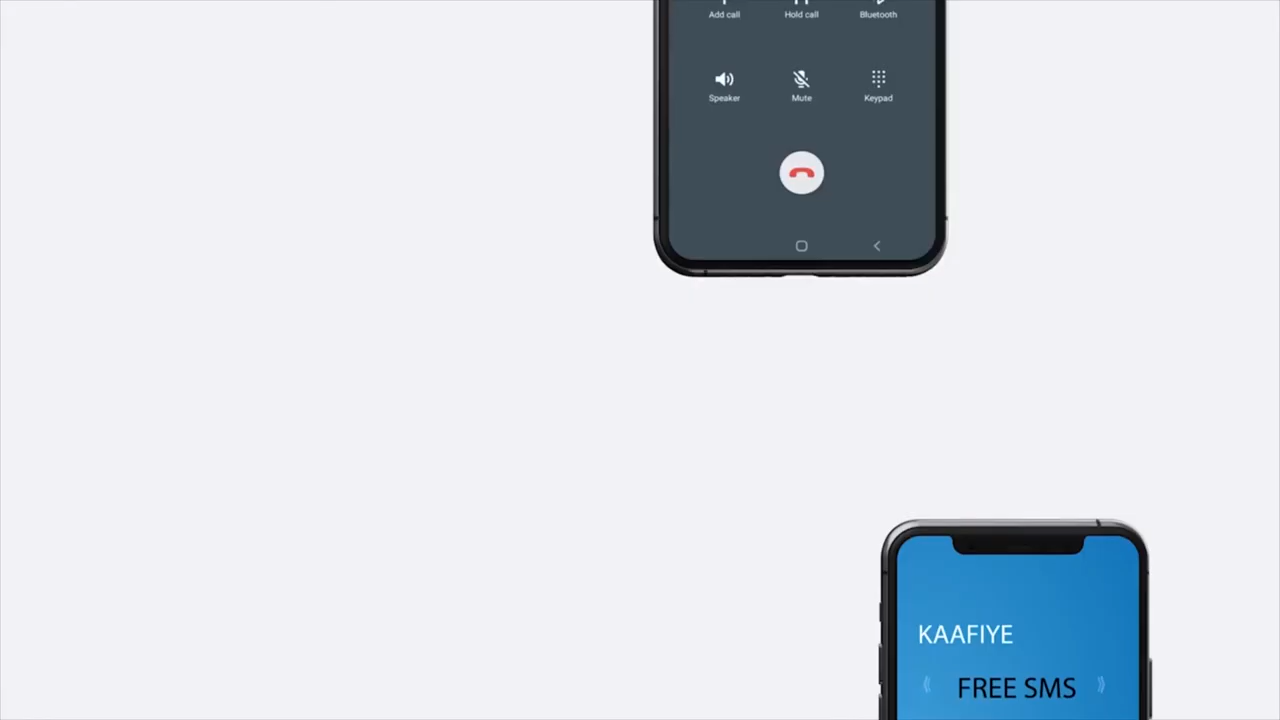 Add call Hold call Bluetooth
Speaker Mute Keypad
KAAFIYE
FREE SMS